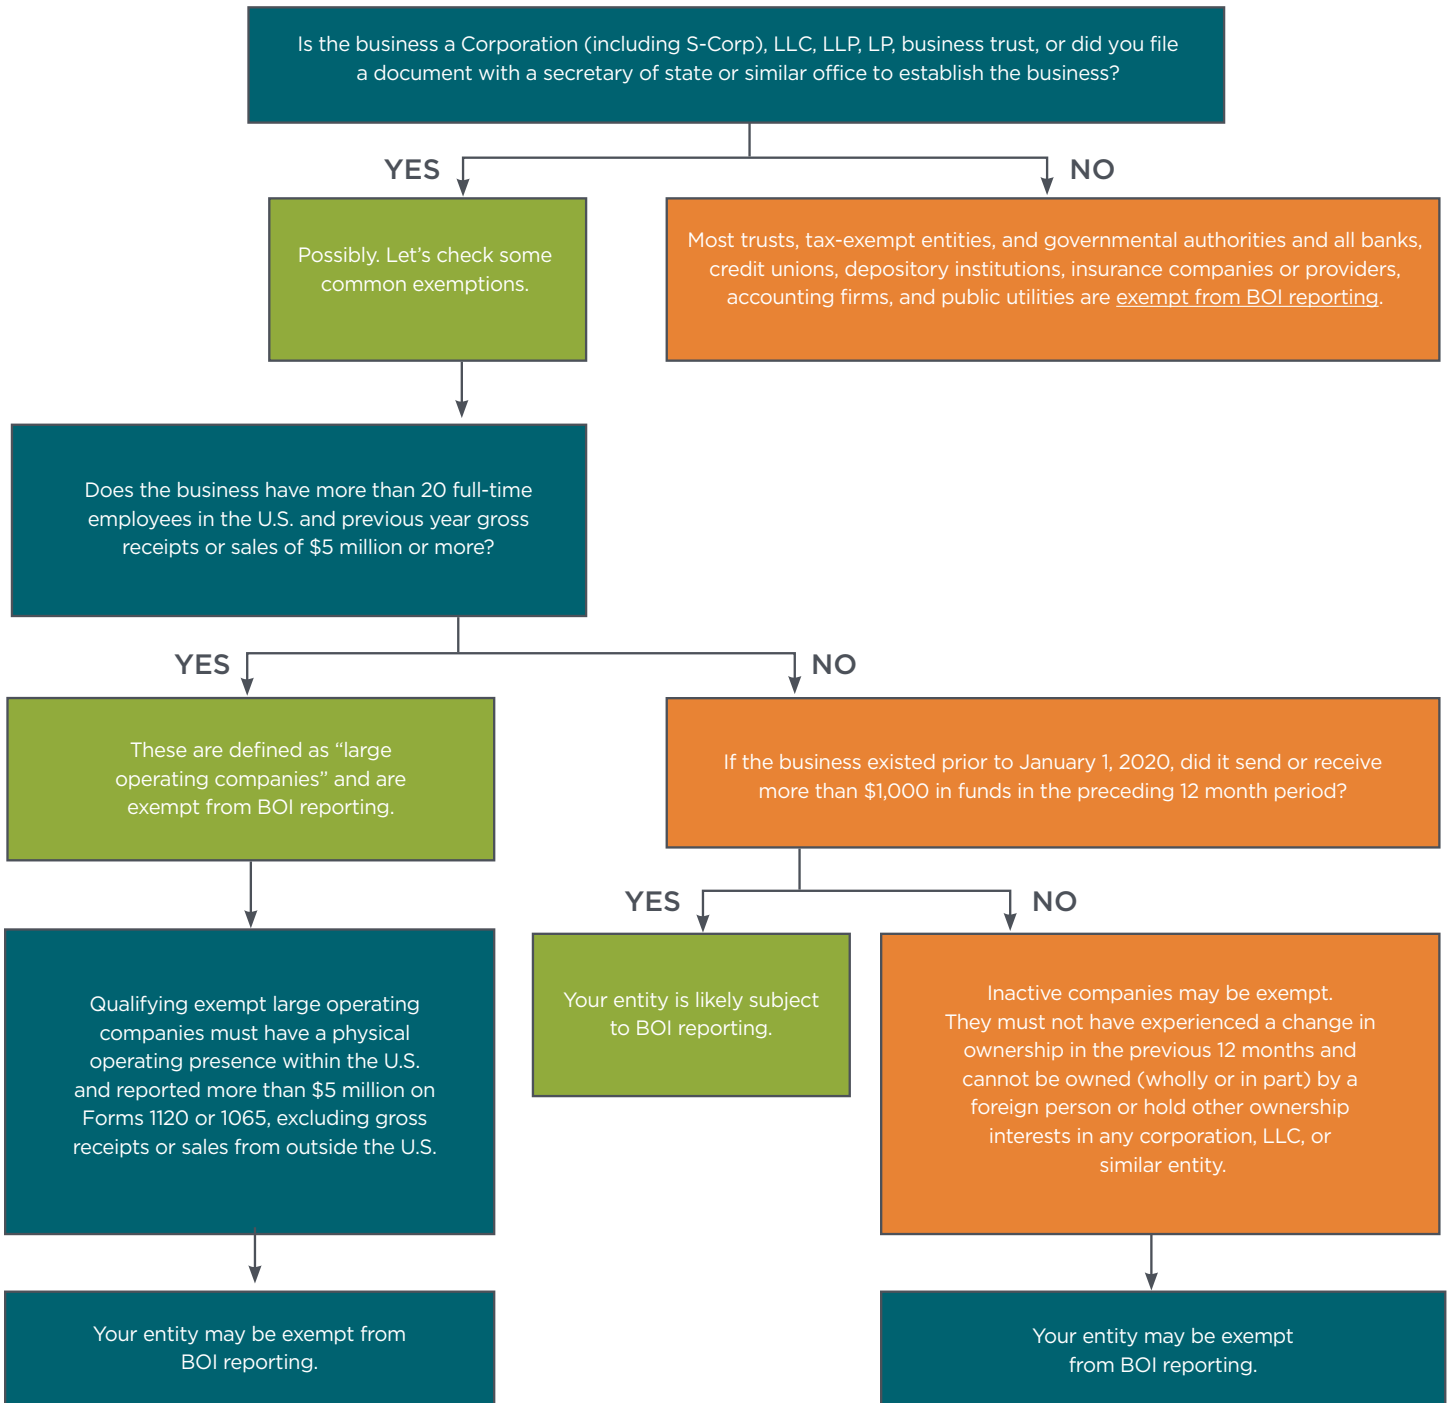 Is the business a Corporation (including S-Corp), LLC, LLP, LP, business trust, or did you file
a document with a secretary of state or similar office to establish the business?
YES
NO
Possibly. Let’s check some
common exemptions.
Most trusts, tax-exempt entities, and governmental authorities and all banks,
credit unions, depository institutions, insurance companies or providers,
accounting firms, and public utilities are exempt from BOI reporting.
Does the business have more than 20 full-time
employees in the U.S. and previous year gross
receipts or sales of $5 million or more?
YES
NO
These are defined as “large
operating companies” and are
exempt from BOI reporting.
If the business existed prior to January 1, 2020, did it send or receive
more than $1,000 in funds in the preceding 12 month period?
YES
NO
Qualifying exempt large operating
companies must have a physical
operating presence within the U.S.
and reported more than $5 million on
Forms 1120 or 1065, excluding gross
receipts or sales from outside the U.S.
Your entity is likely subject
to BOI reporting.
Inactive companies may be exempt.
They must not have experienced a change in
ownership in the previous 12 months and
cannot be owned (wholly or in part) by a
foreign person or hold other ownership
interests in any corporation, LLC, or
similar entity.
Your entity may be exempt from
BOI reporting.
Your entity may be exempt
from BOI reporting.